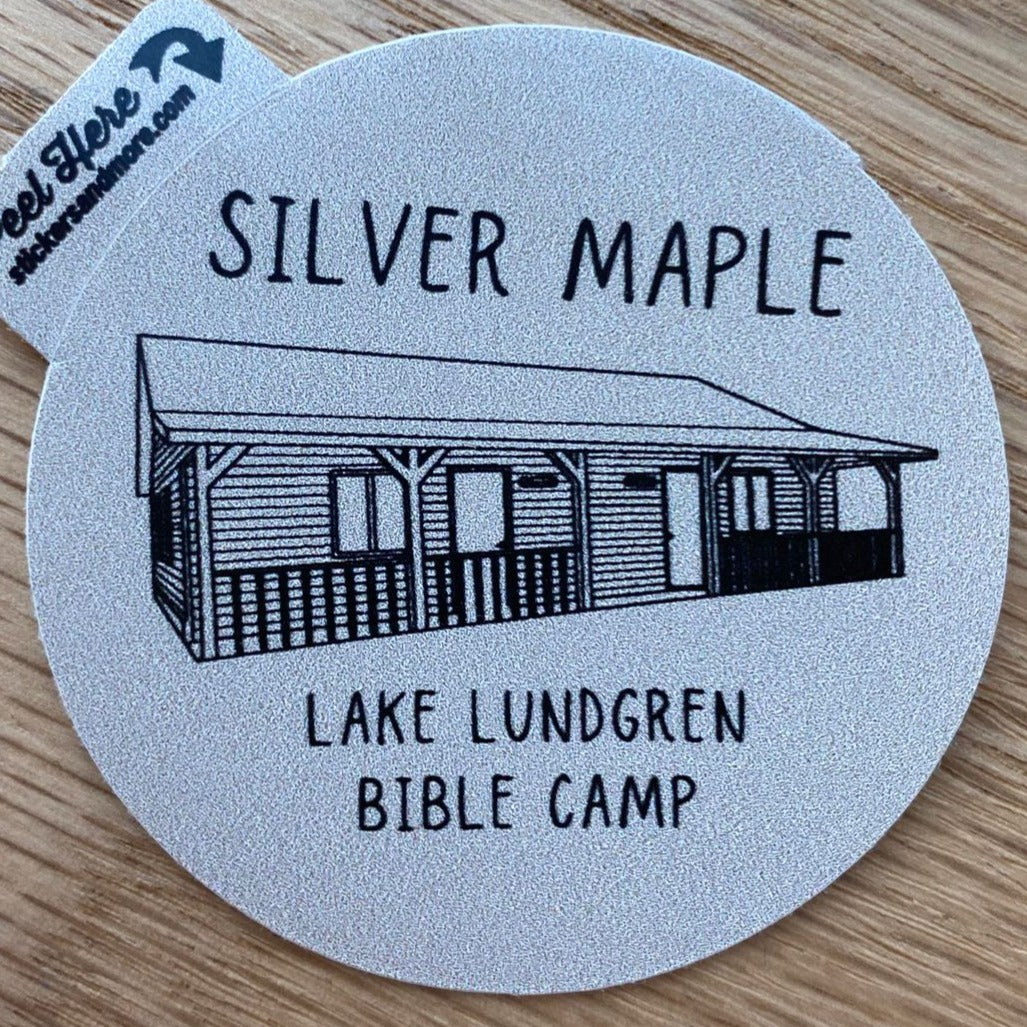 Peel Here
stickersandmore.com
SILVER MAPLE
LAKE LUNDGREN
BIBLE CAMP